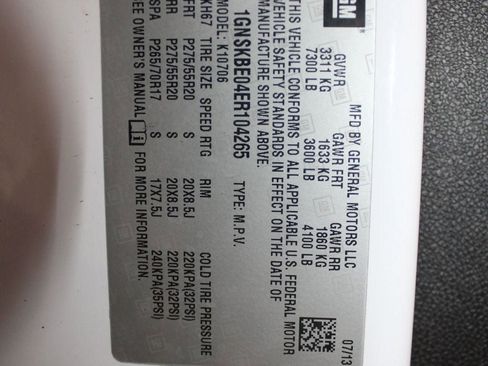 GM
MFD BY GENERAL MOTORS LLC 07/13
GVWR GAWR FRT GAWR RR
3311 KG 1633 KG 1860 KG
7300 LB 3600 LB 4100 LB
THIS VEHICLE CONFORMS TO ALL APPLICABLE U.S. FEDERAL MOTOR
VEHICLE SAFETY STANDARDS IN EFFECT ON THE DATE OF
MANUFACTURE SHOWN ABOVE.
1GNSKBE04ER104265 TYPE: M.P.V.
MODEL: K10706
KH67 TIRE SIZE SPEED RTG RIM COLD TIRE PRESSURE
FRT P275/55R20 S 20X8.5J 220KPA(32PSI)
RR P275/55R20 S 20X8.5J 220KPA(32PSI)
SPA P265/70R17 S 17X7.5J 240KPA(35PSI)
SEE OWNER'S MANUAL FOR MORE INFORMATION.